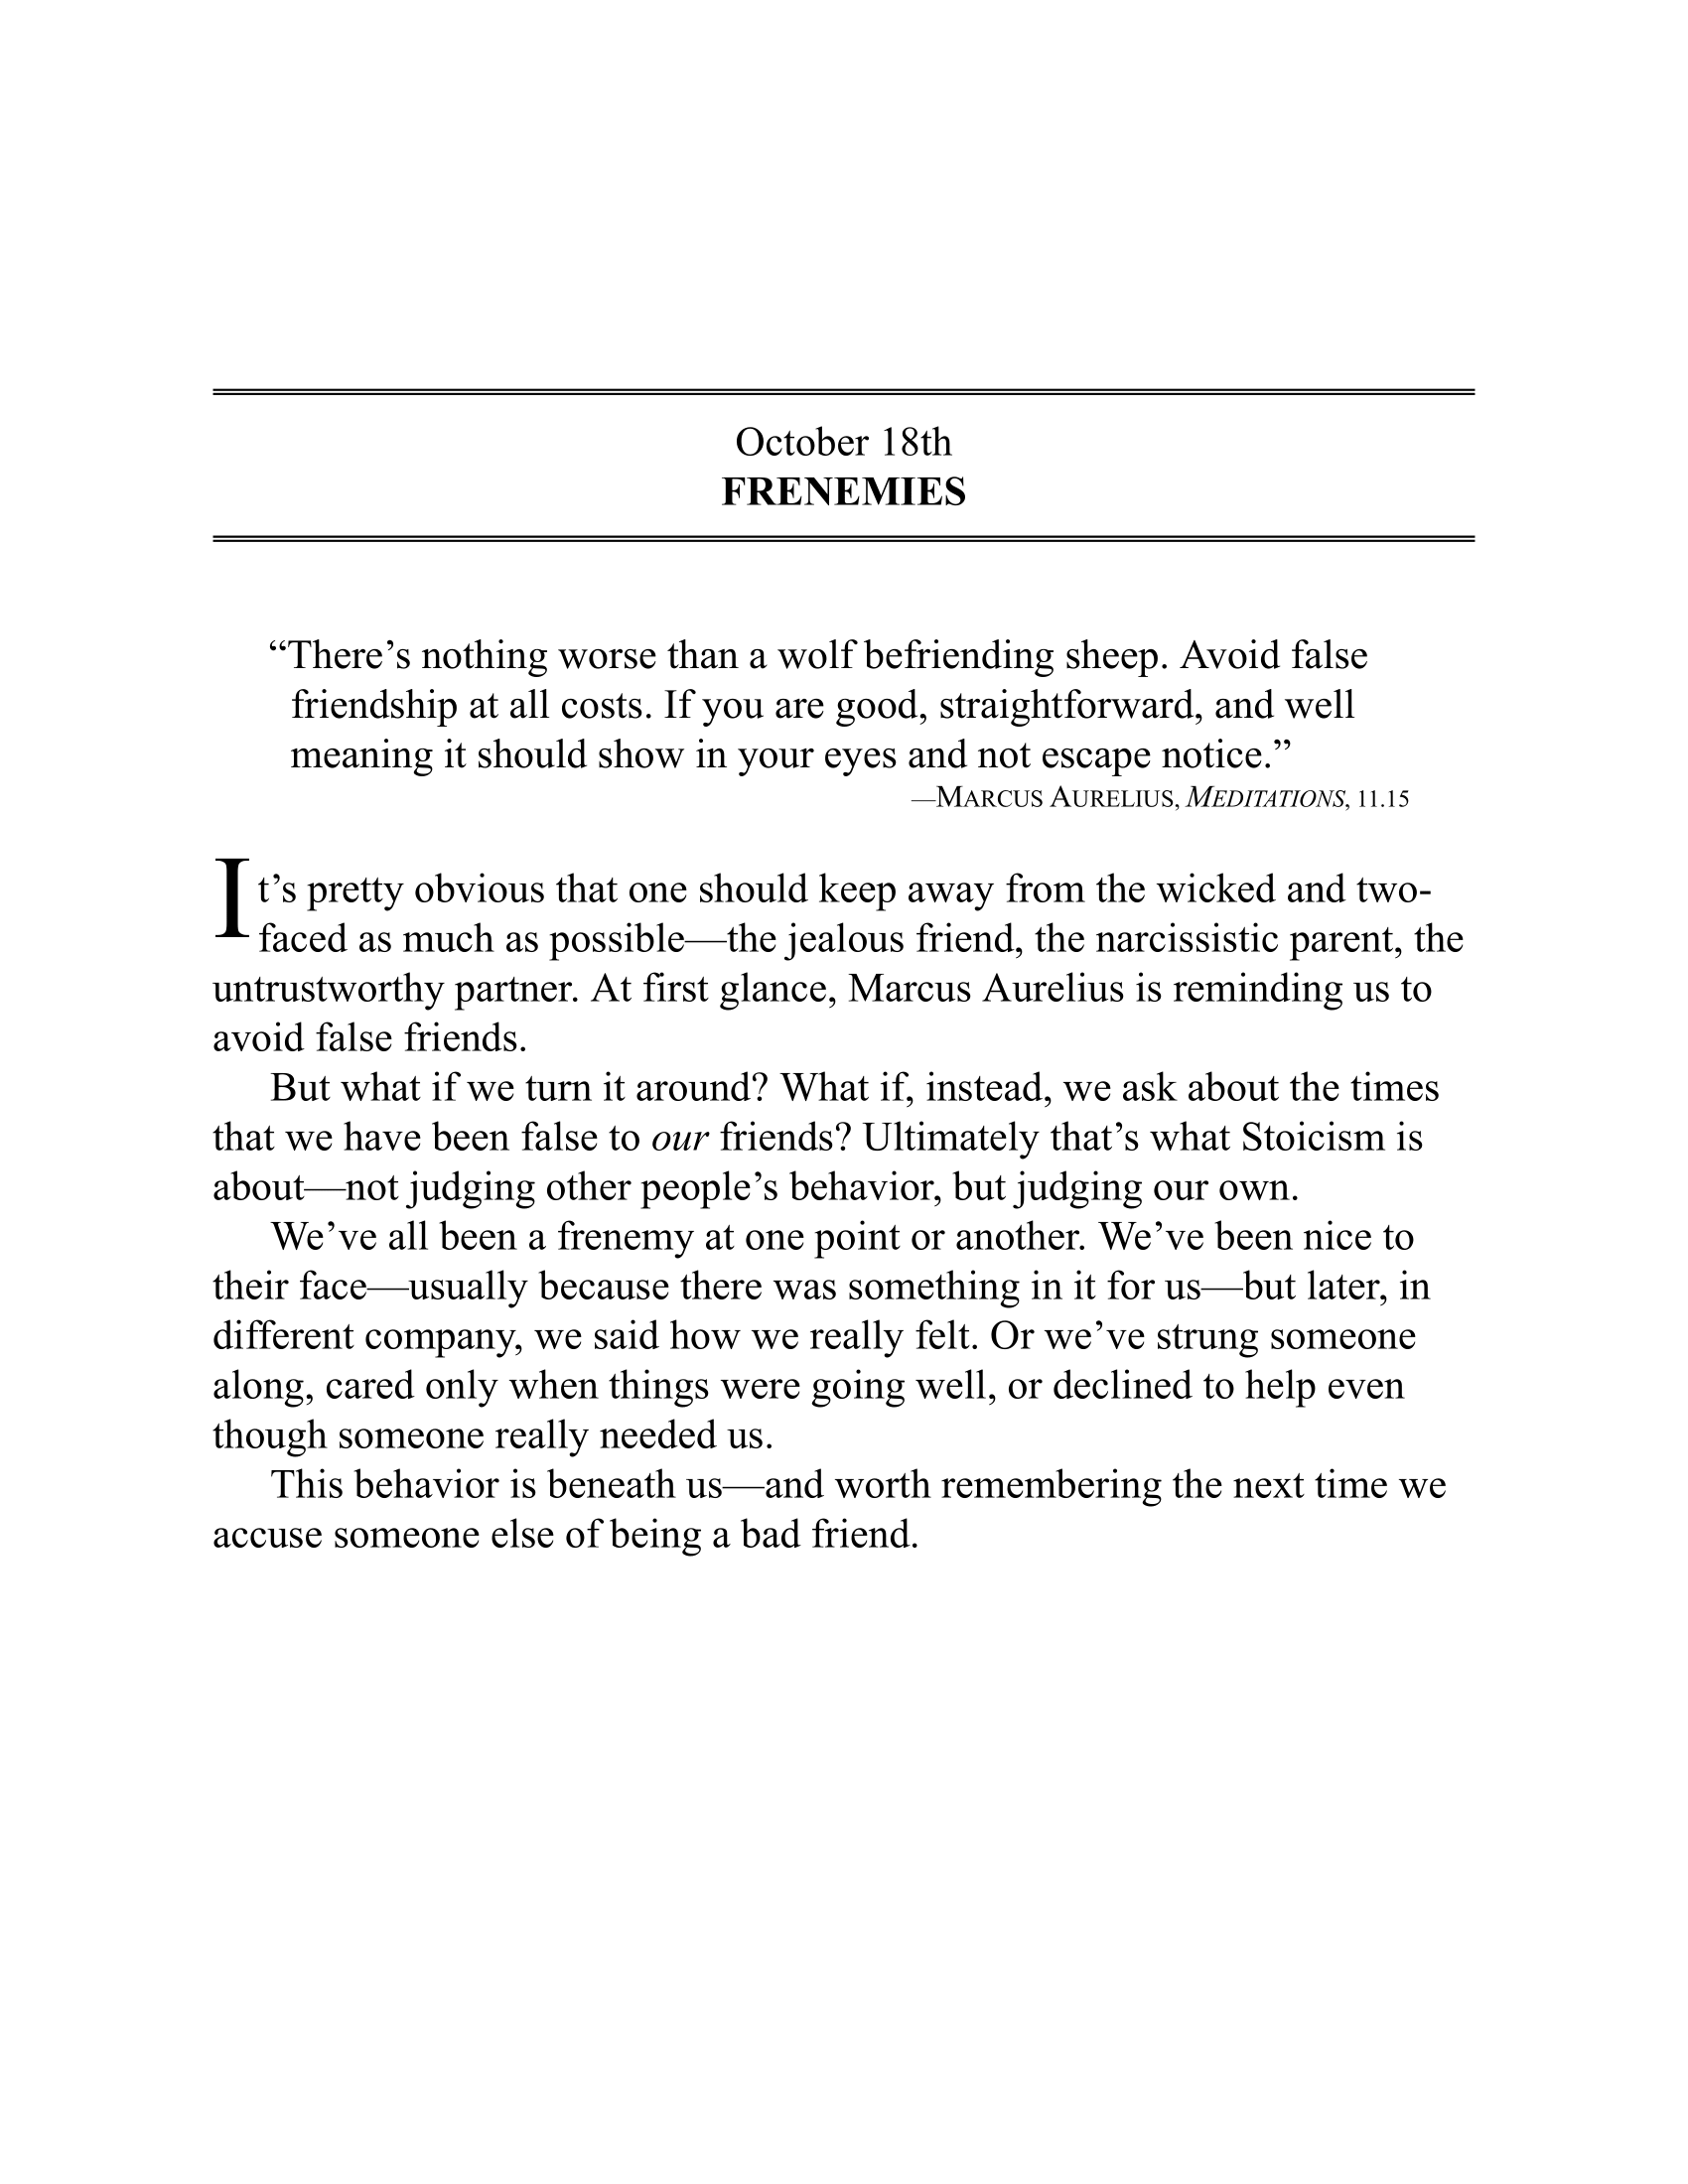 October 18th
FRENEMIES
“There’s nothing worse than a wolf befriending sheep. Avoid false
friendship at all costs. If you are good, straightforward, and well
meaning it should show in your eyes and not escape notice.”
—MARCUS AURELIUS, MEDITATIONS, 11.15
It’s pretty obvious that one should keep away from the wicked and two-
faced as much as possible—the jealous friend, the narcissistic parent, the
untrustworthy partner. At first glance, Marcus Aurelius is reminding us to
avoid false friends.
But what if we turn it around? What if, instead, we ask about the times
that we have been false to our friends? Ultimately that’s what Stoicism is
about—not judging other people’s behavior, but judging our own.
We’ve all been a frenemy at one point or another. We’ve been nice to
their face—usually because there was something in it for us—but later, in
different company, we said how we really felt. Or we’ve strung someone
along, cared only when things were going well, or declined to help even
though someone really needed us.
This behavior is beneath us—and worth remembering the next time we
accuse someone else of being a bad friend.